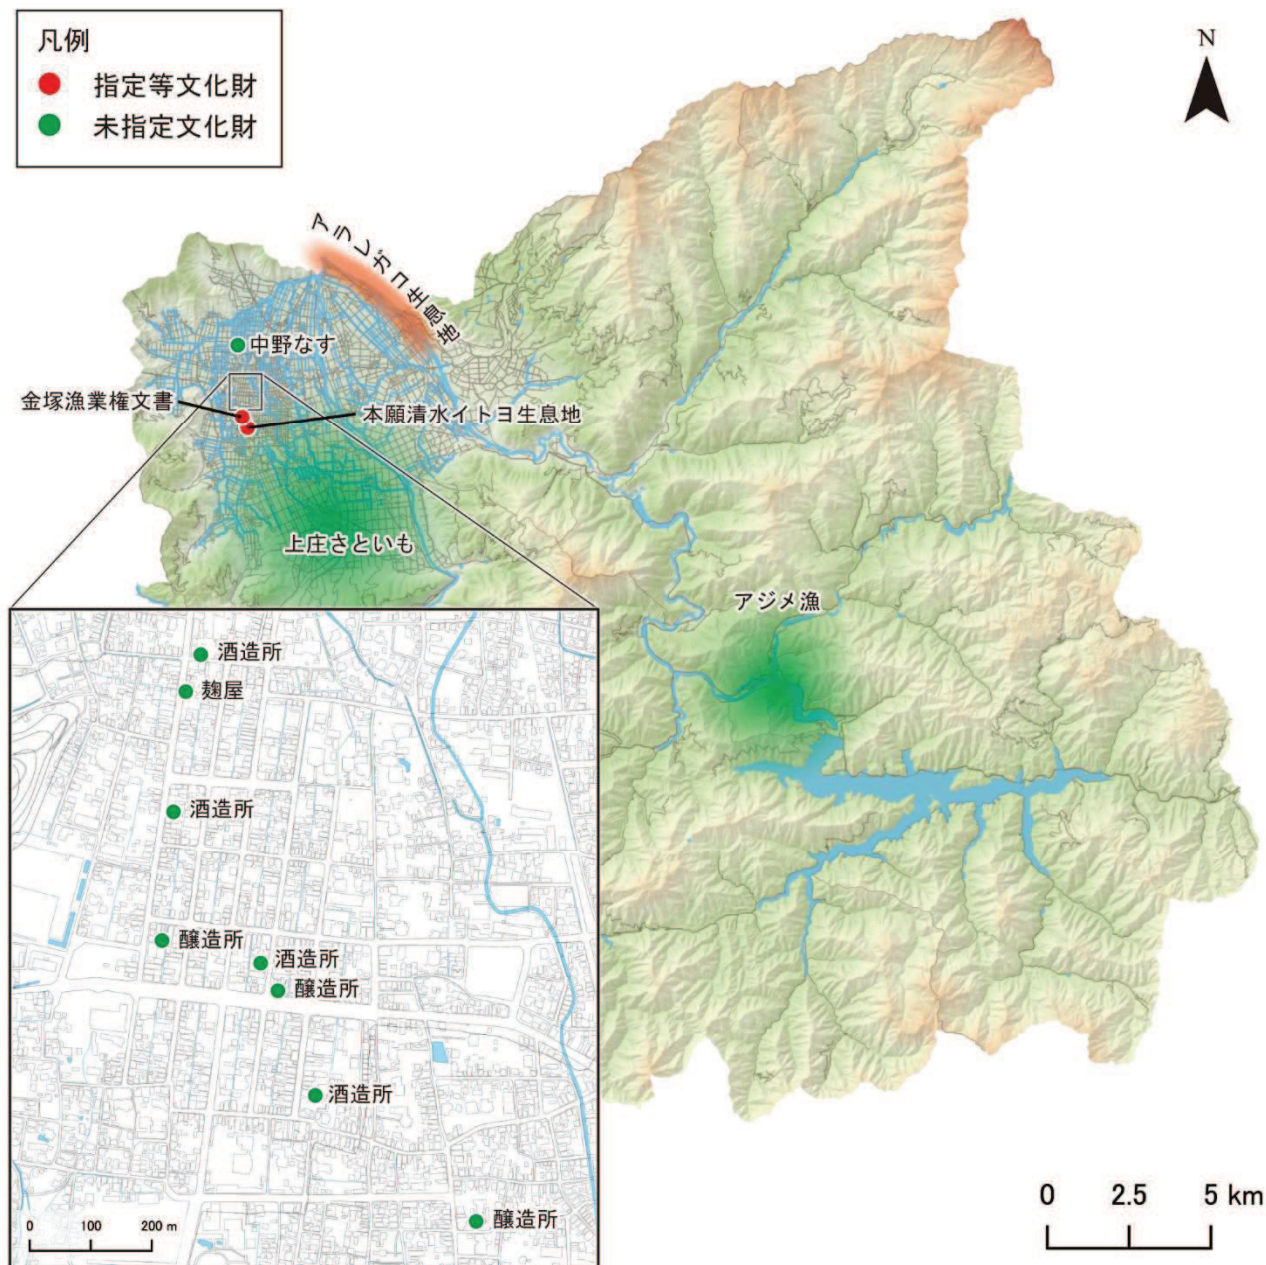 凡例
指定等文化財
未指定文化財
N
アラレガコ生息地
中野なす
金塚漁業権文書
本願清水イトヨ生息地
上庄さといも
アジメ漁
酒造所
麹屋
酒造所
醸造所
酒造所
醸造所
酒造所
醸造所
0 100 200 m
0 2.5 5 km